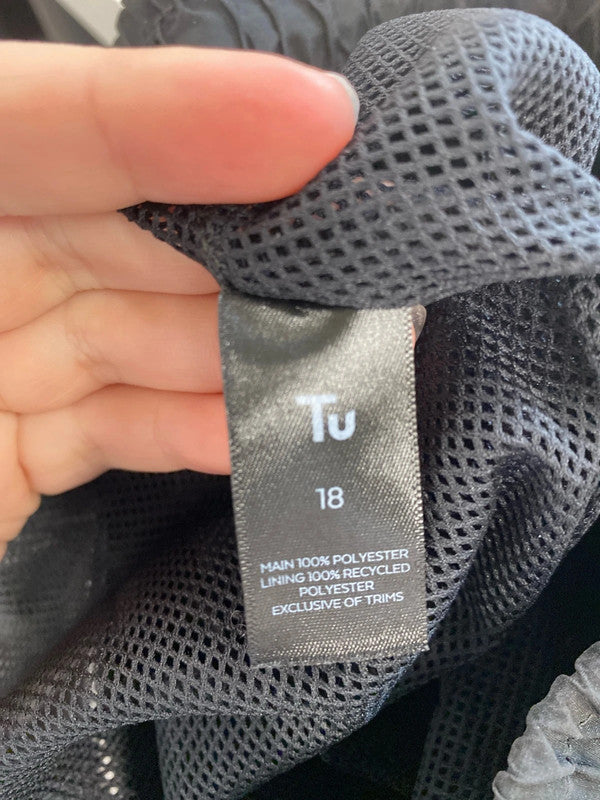 Tu
18
MAIN 100% POLYESTER
LINING 100% RECYCLED
POLYESTER
EXCLUSIVE OF TRIMS